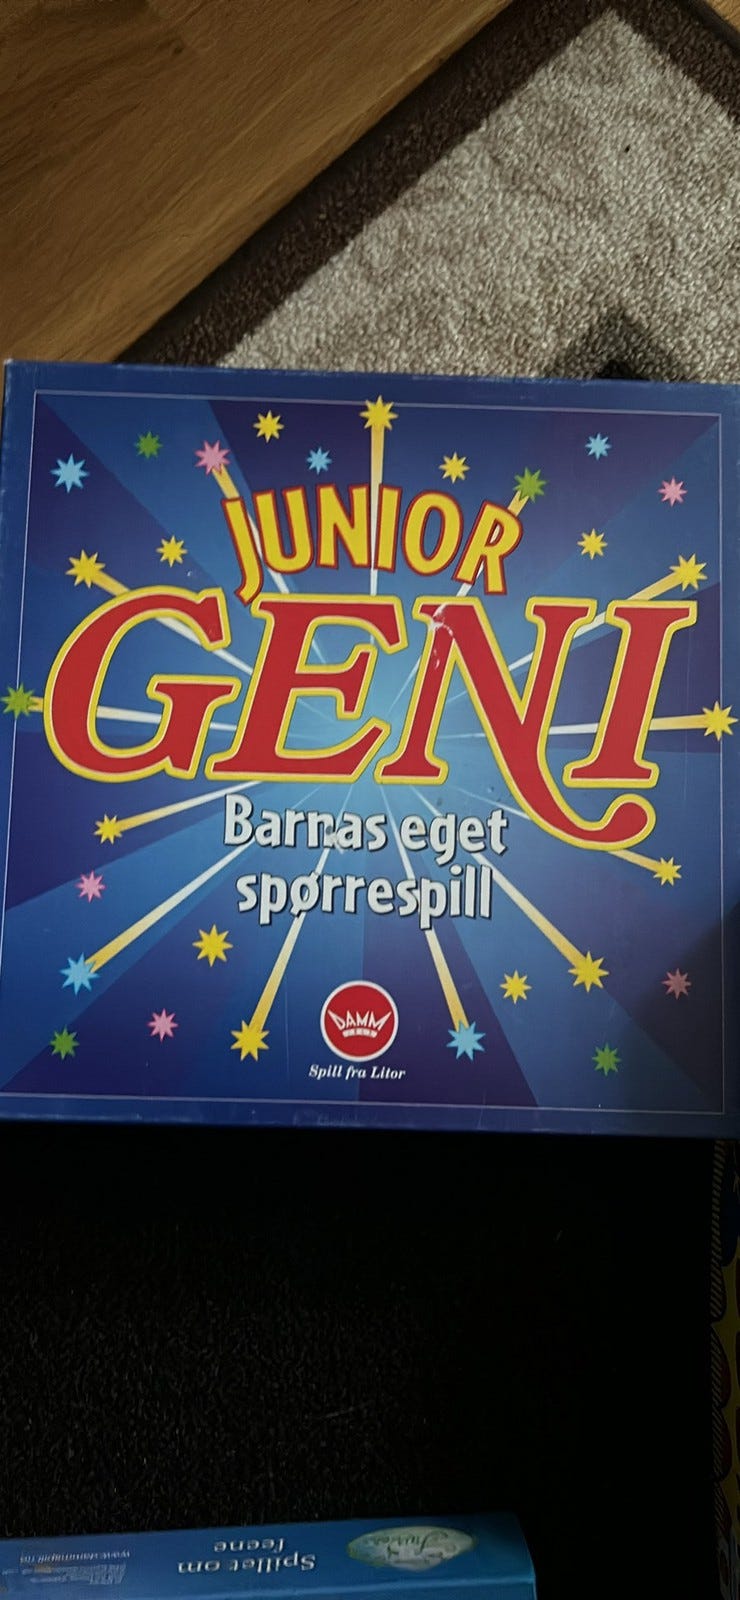 JUNIOR
GENI
Barnas eget
spørrespill
DAMM
Spill fra Litor
Spillet om
feene